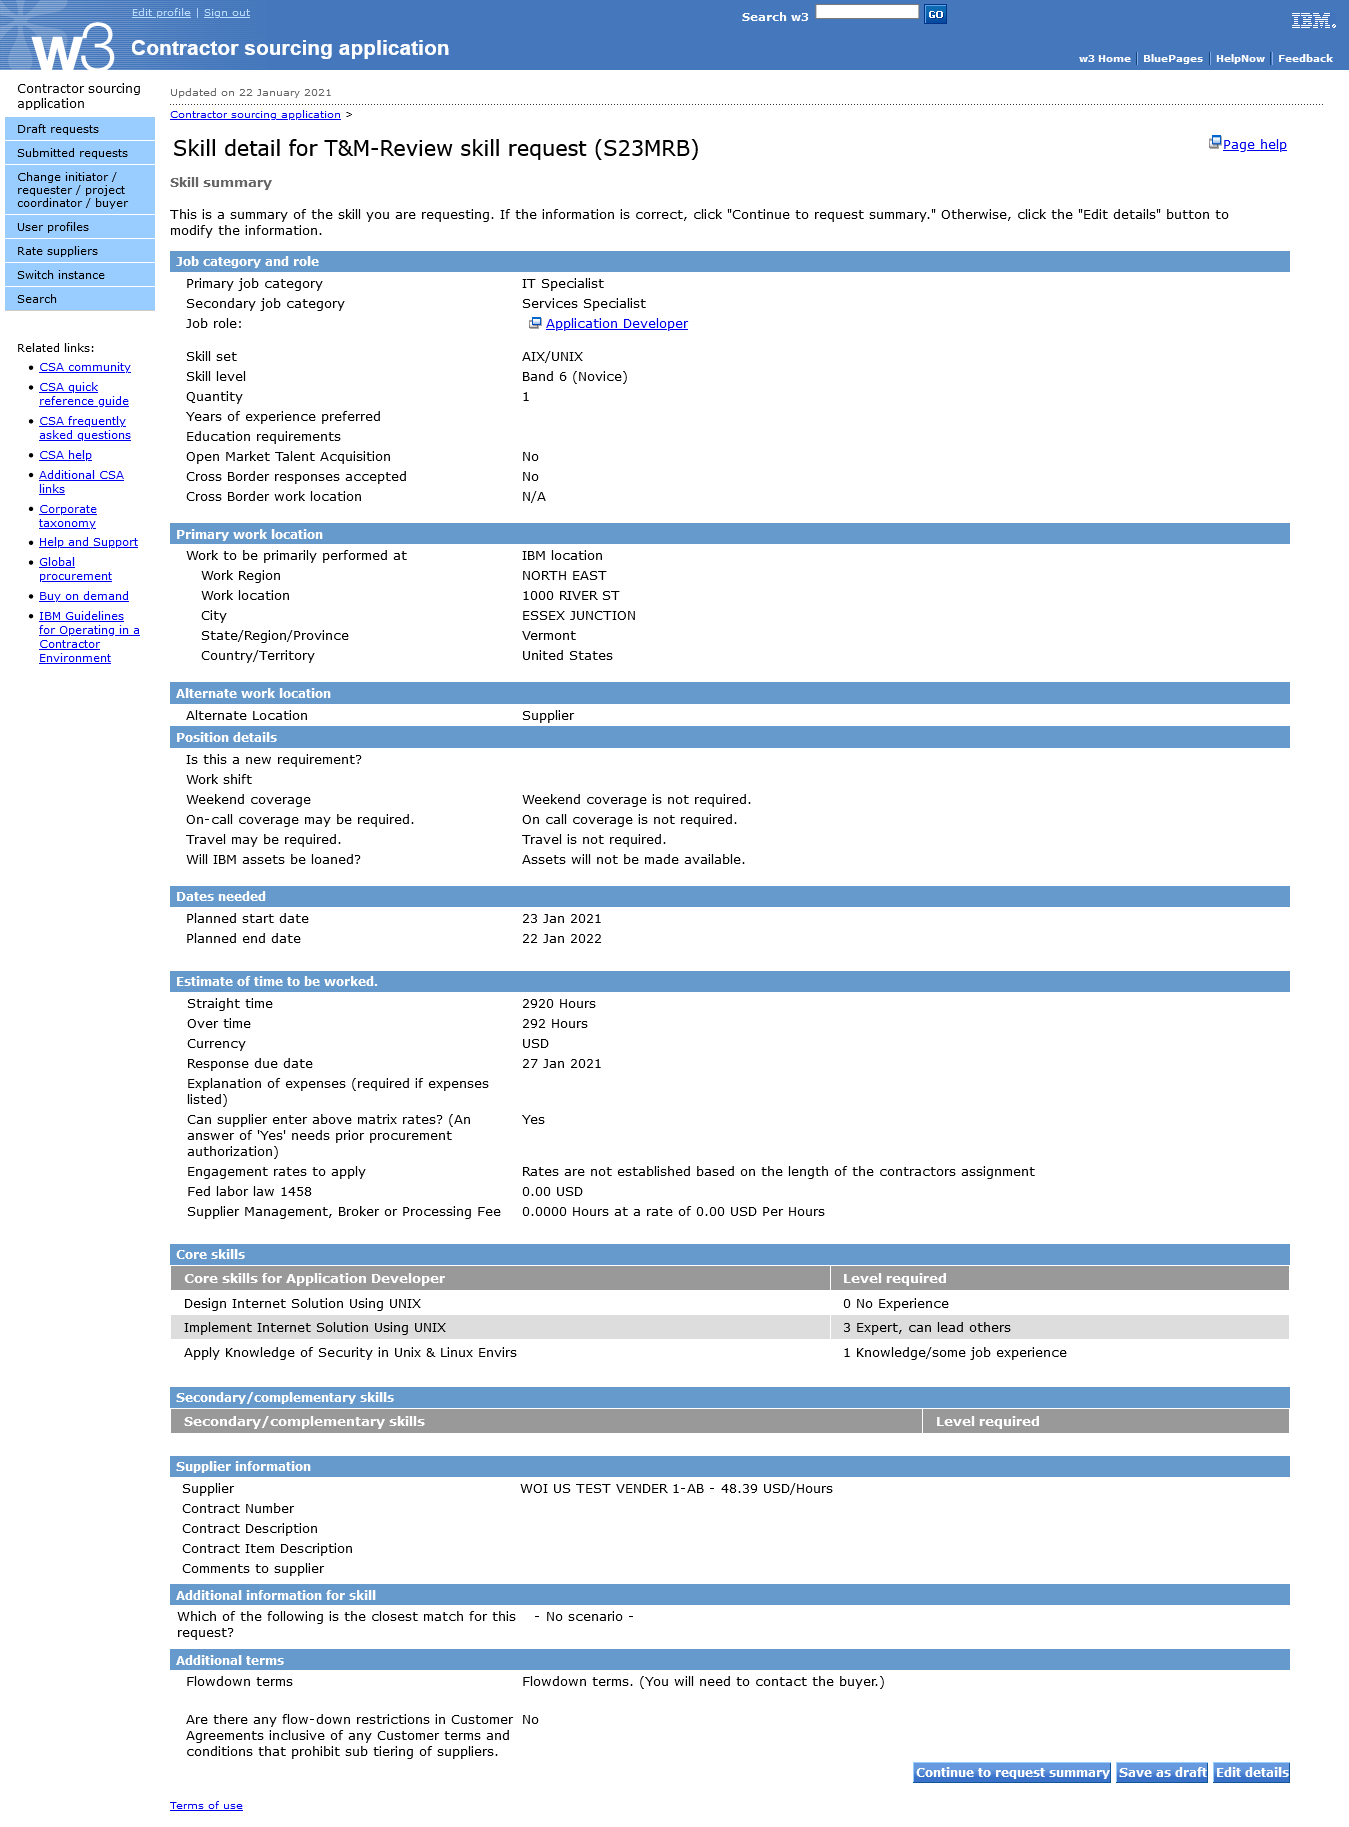 Edit profile | Sign out
Search w3
GO
IBM.
w3
Contractor sourcing application
w3 Home | BluePages | HelpNow | Feedback
Contractor sourcing
application
Draft requests
Submitted requests
Change initiator /
requester / project
coordinator / buyer
User profiles
Rate suppliers
Switch instance
Search
Related links:
• CSA community
• CSA quick
reference guide
• CSA frequently
asked questions
• CSA help
• Additional CSA
links
• Corporate
taxonomy
• Help and Support
• Global
procurement
• Buy on demand
• IBM Guidelines
for Operating in a
Contractor
Environment
Updated on 22 January 2021
Contractor sourcing application >
Skill detail for T&M-Review skill request (S23MRB)
Page help
Skill summary
This is a summary of the skill you are requesting. If the information is correct, click "Continue to request summary." Otherwise, click the "Edit details" button to
modify the information.
Job category and role
Primary job category IT Specialist
Secondary job category Services Specialist
Job role: Application Developer
Skill set AIX/UNIX
Skill level Band 6 (Novice)
Quantity 1
Years of experience preferred
Education requirements
Open Market Talent Acquisition No
Cross Border responses accepted No
Cross Border work location N/A
Primary work location
Work to be primarily performed at IBM location
Work Region NORTH EAST
Work location 1000 RIVER ST
City ESSEX JUNCTION
State/Region/Province Vermont
Country/Territory United States
Alternate work location
Alternate Location Supplier
Position details
Is this a new requirement?
Work shift
Weekend coverage Weekend coverage is not required.
On-call coverage may be required. On call coverage is not required.
Travel may be required. Travel is not required.
Will IBM assets be loaned? Assets will not be made available.
Dates needed
Planned start date 23 Jan 2021
Planned end date 22 Jan 2022
Estimate of time to be worked.
Straight time 2920 Hours
Over time 292 Hours
Currency USD
Response due date 27 Jan 2021
Explanation of expenses (required if expenses
listed)
Can supplier enter above matrix rates? (An Yes
answer of 'Yes' needs prior procurement
authorization)
Engagement rates to apply Rates are not established based on the length of the contractors assignment
Fed labor law 1458 0.00 USD
Supplier Management, Broker or Processing Fee 0.0000 Hours at a rate of 0.00 USD Per Hours
Core skills
Core skills for Application Developer Level required
Design Internet Solution Using UNIX 0 No Experience
Implement Internet Solution Using UNIX 3 Expert, can lead others
Apply Knowledge of Security in Unix & Linux Envirs 1 Knowledge/some job experience
Secondary/complementary skills
Secondary/complementary skills Level required
Supplier information
Supplier WOI US TEST VENDER 1-AB - 48.39 USD/Hours
Contract Number
Contract Description
Contract Item Description
Comments to supplier
Additional information for skill
Which of the following is the closest match for this - No scenario -
request?
Additional terms
Flowdown terms Flowdown terms. (You will need to contact the buyer.)
Are there any flow-down restrictions in Customer No
Agreements inclusive of any Customer terms and
conditions that prohibit sub tiering of suppliers.
Continue to request summary Save as draft Edit details
Terms of use